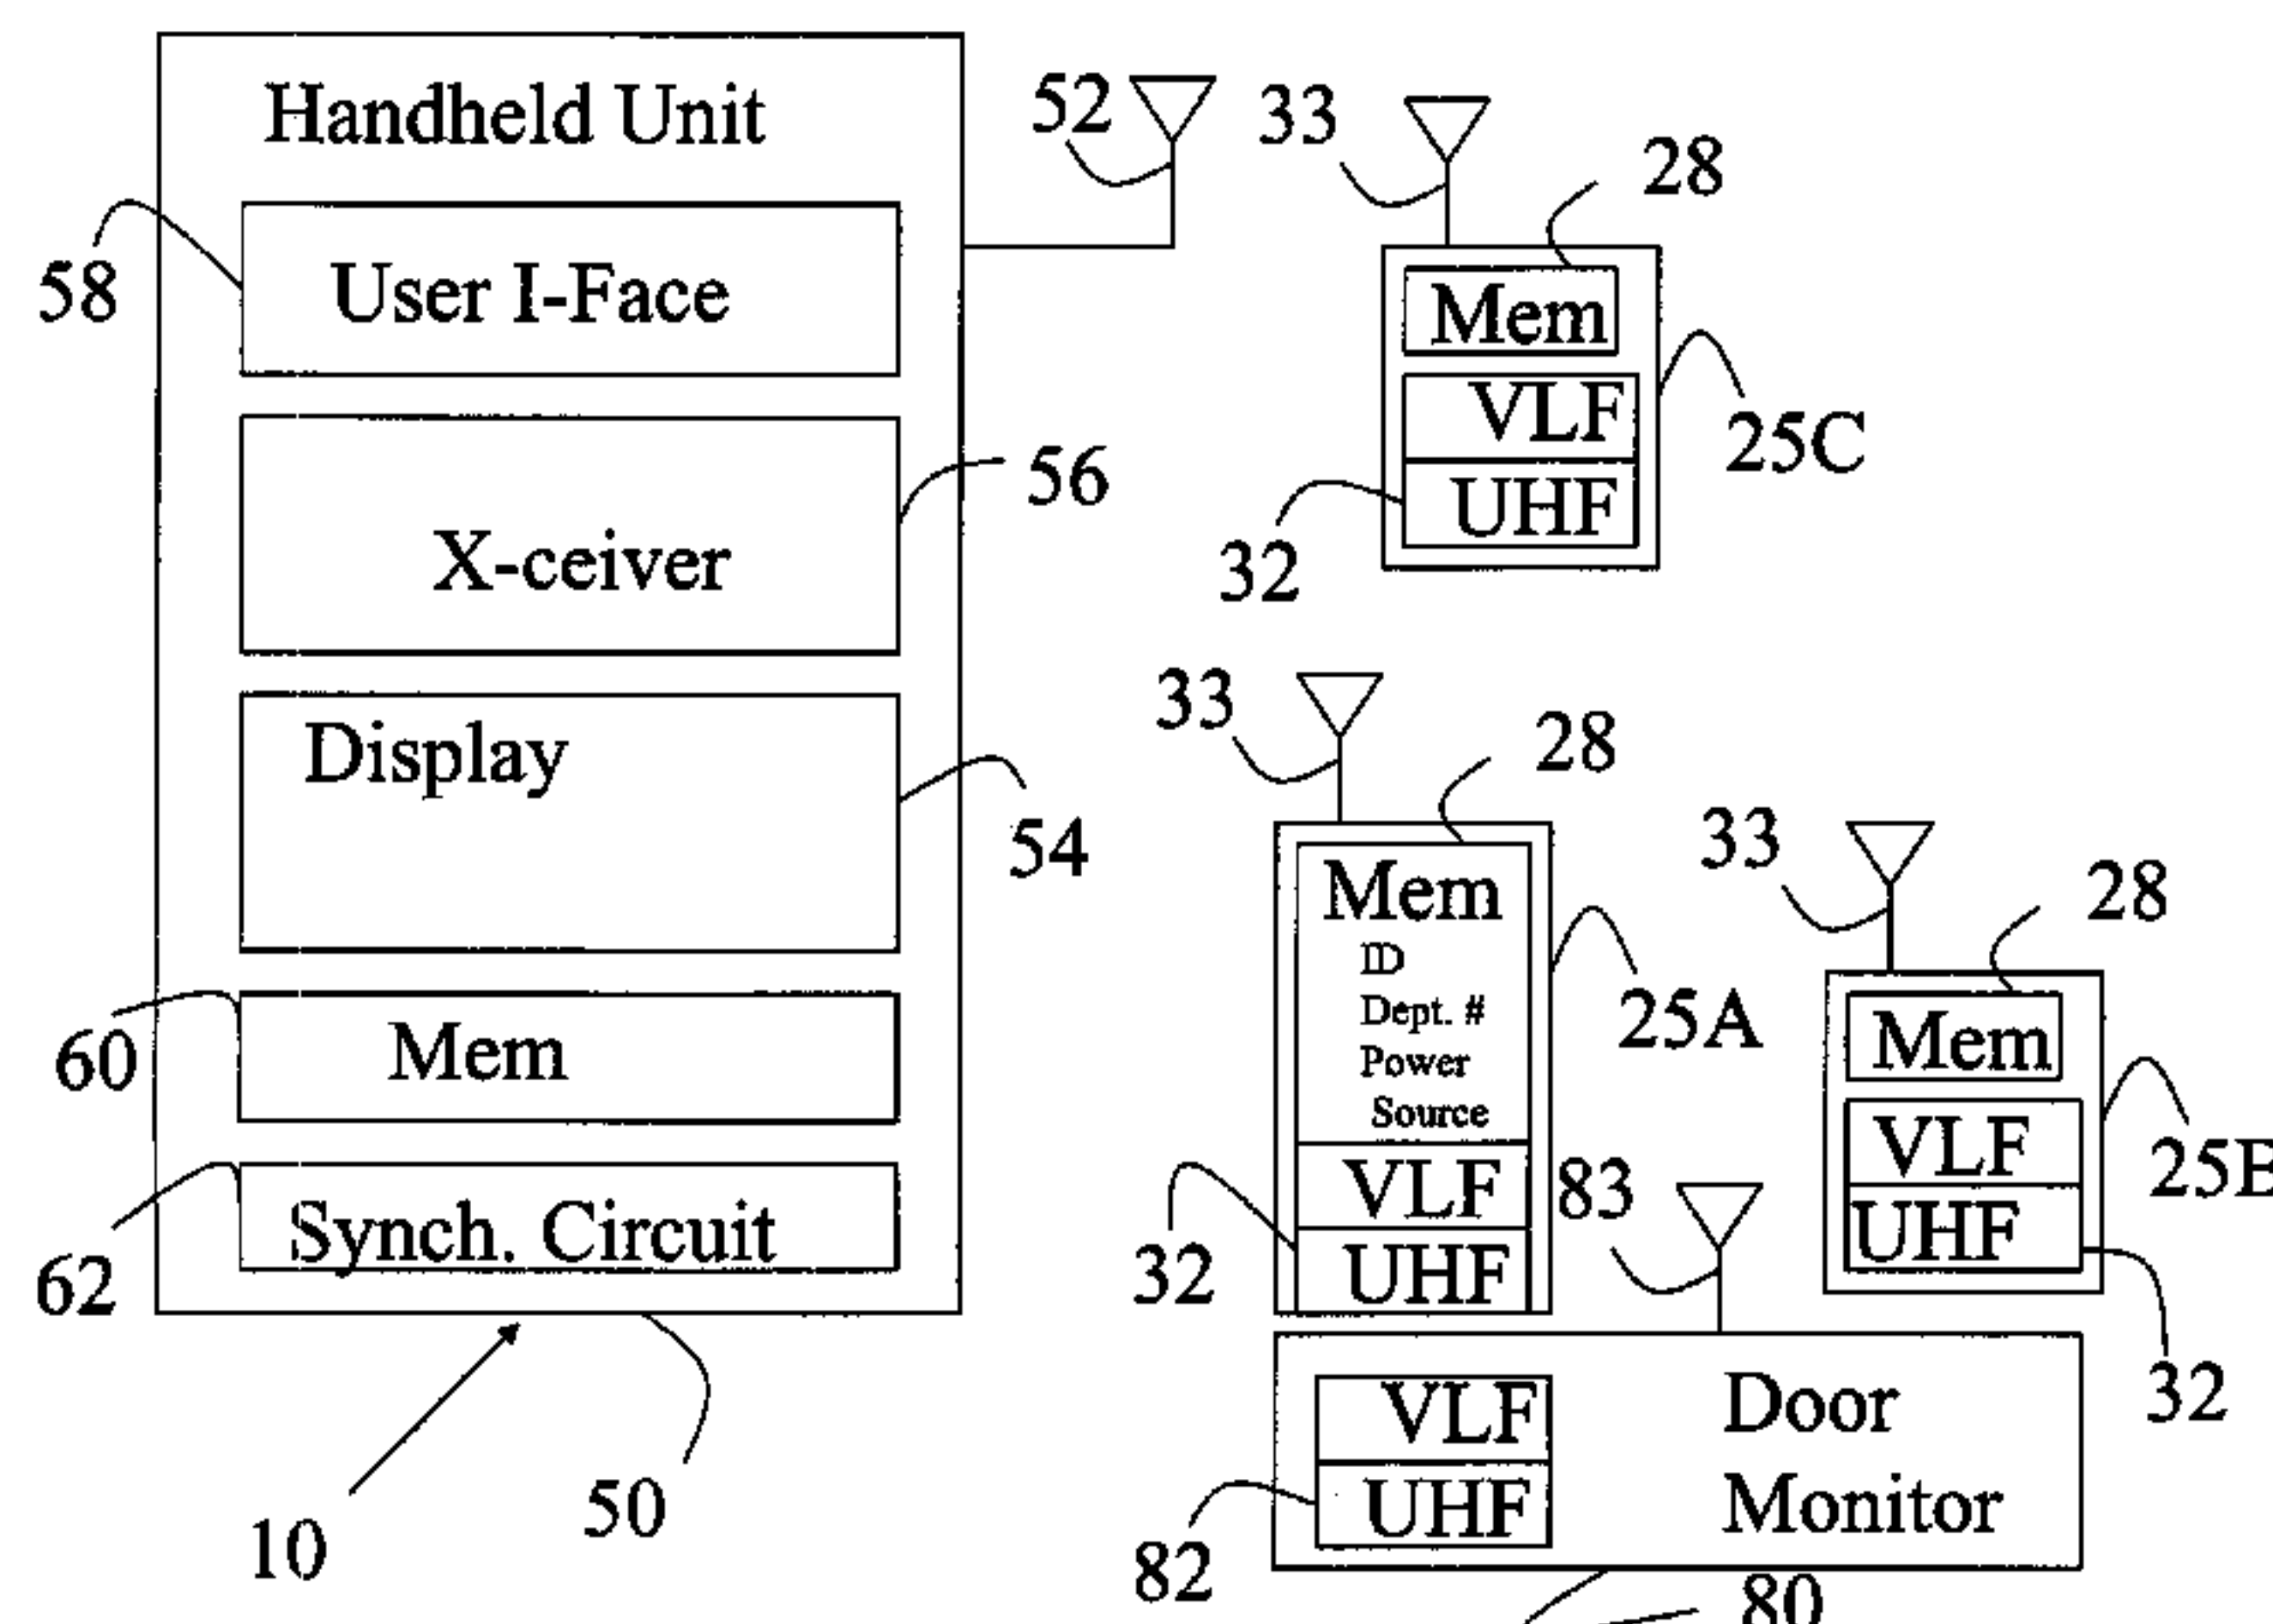 Handheld Unit
52
33
28
58
User I-Face
Mem
VLF
25C
56
UHF
X-ceiver
32
33
28
Display
54
33
28
Mem
ID
Dept. #
25A
Mem
60
Mem
Power
Source
VLF
25B
VLF
83
UHF
62
Synch. Circuit
32
UHF
32
VLF
Door
UHF
Monitor
10
50
82
80